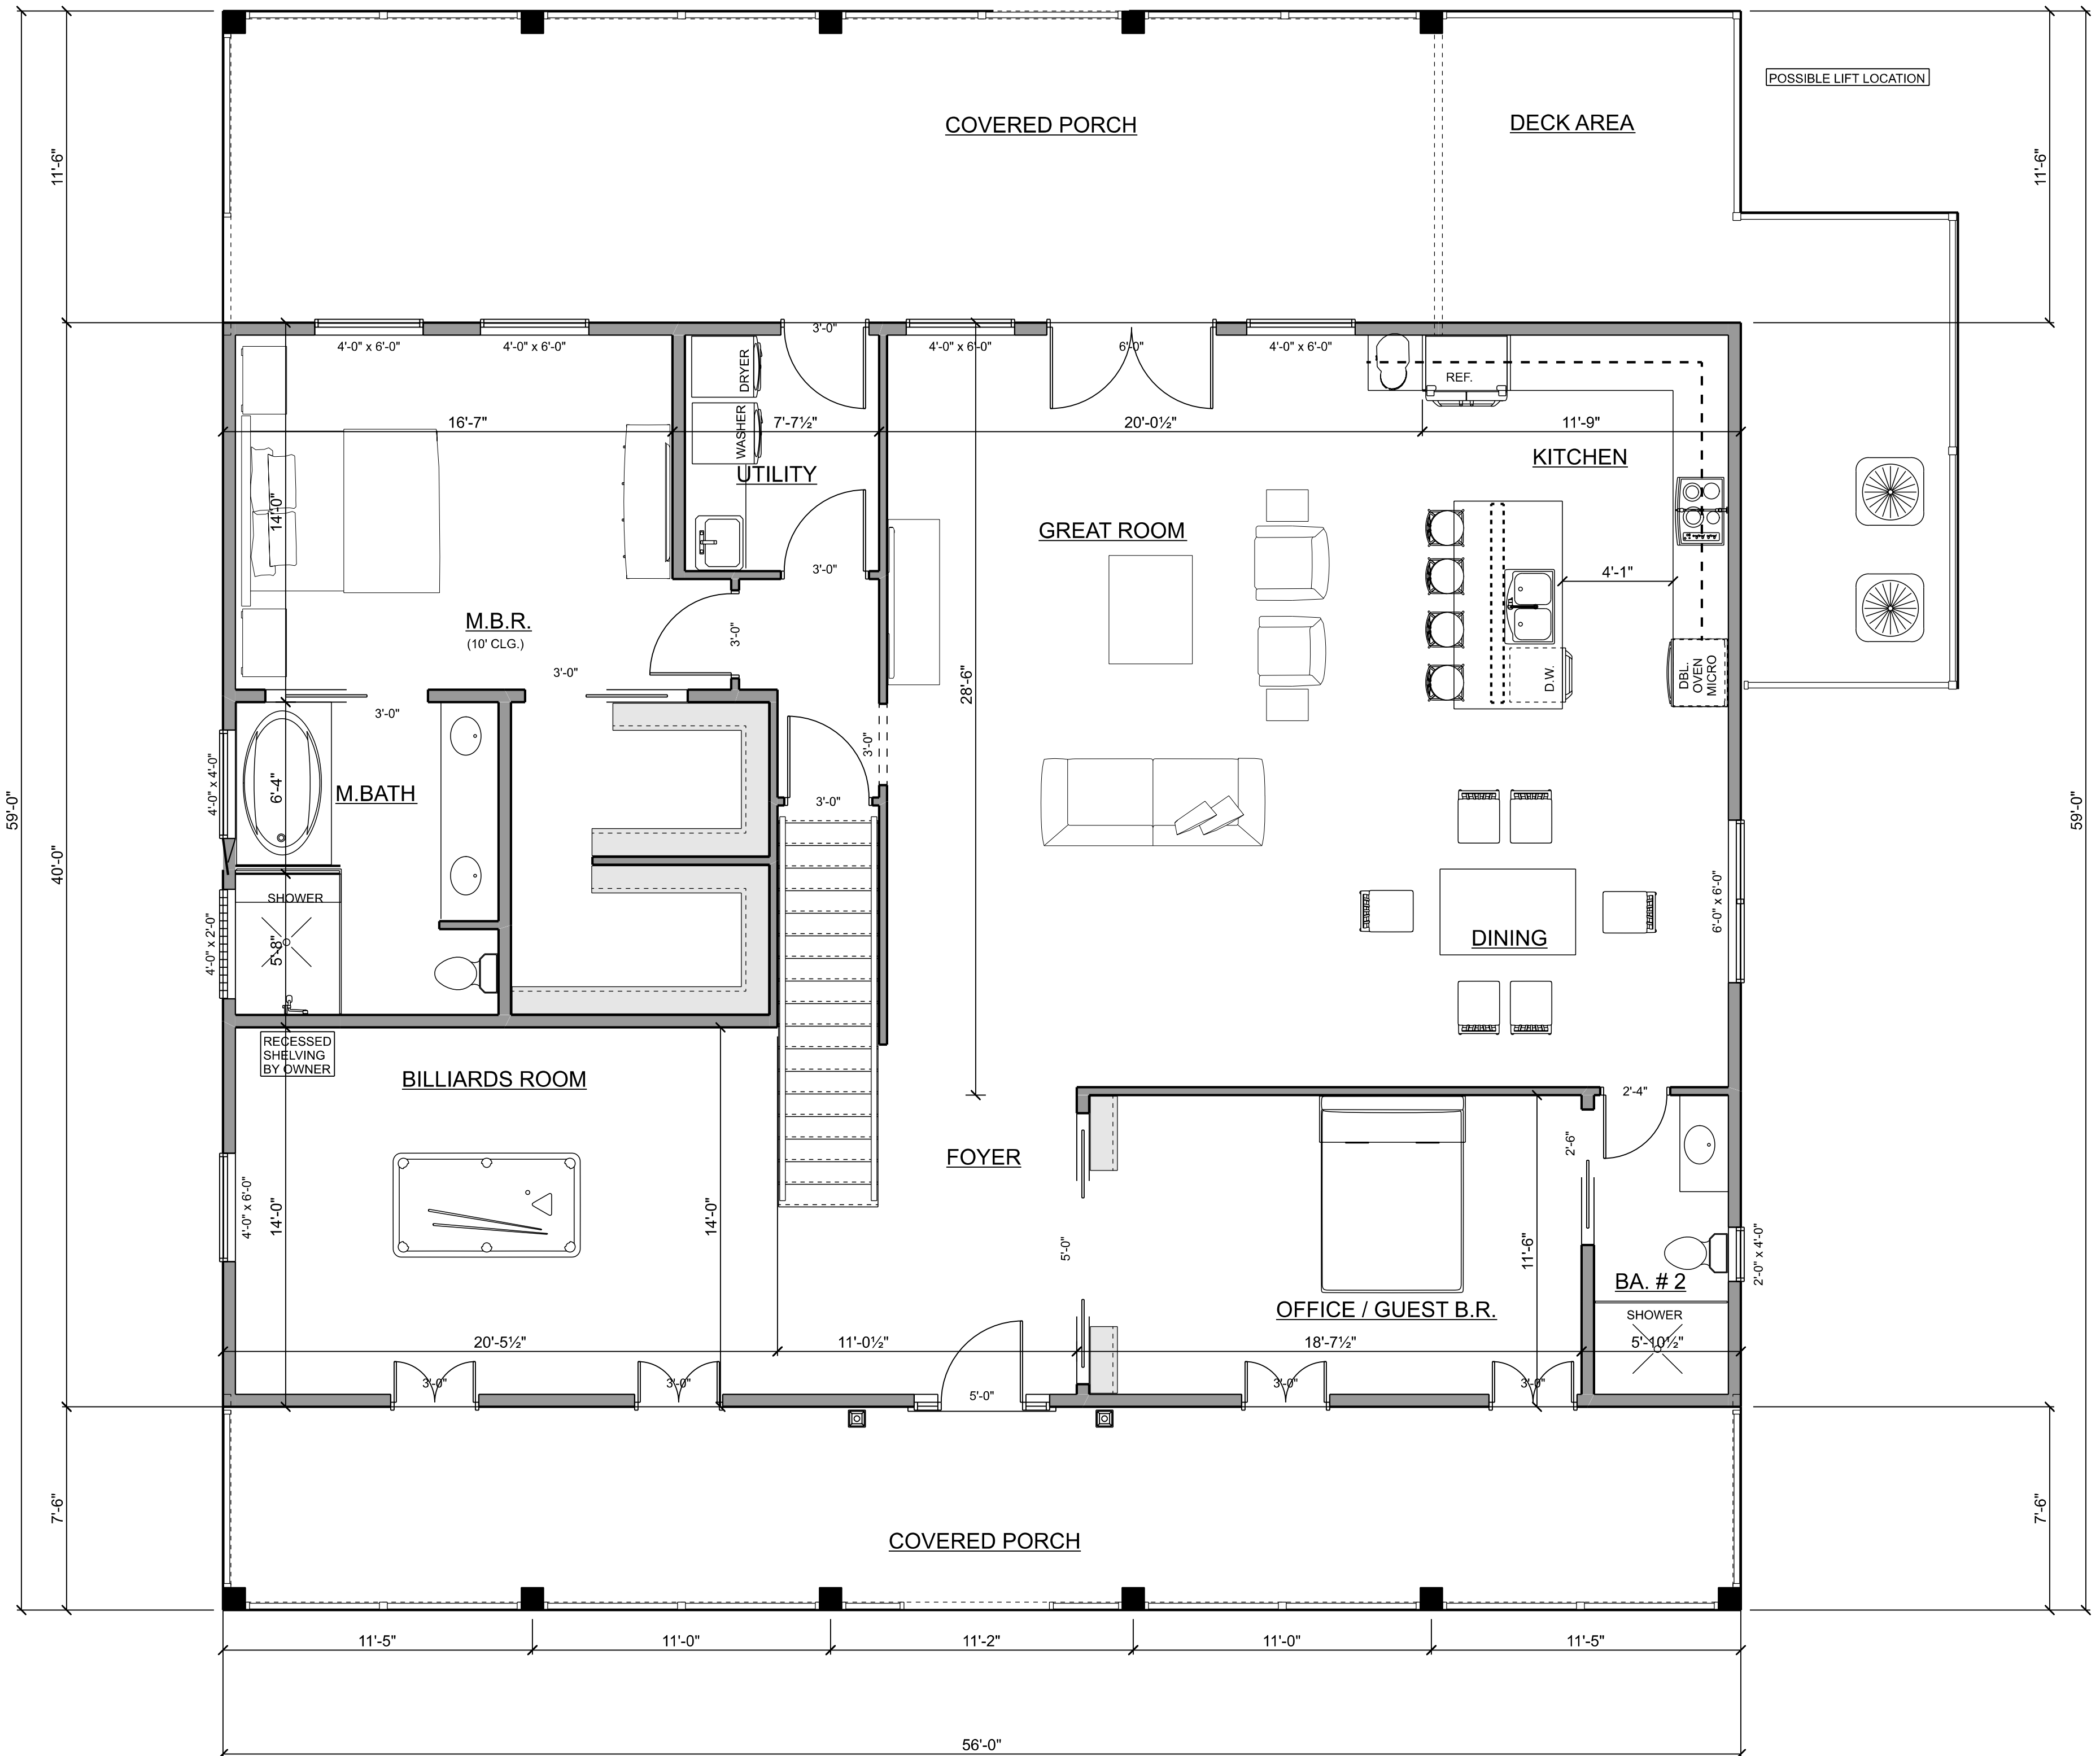 POSSIBLE LIFT LOCATION
COVERED PORCH
DECK AREA
11'-6"
11'-6"
3'-0"
4'-0" x 6'-0"
4'-0" x 6'-0"
4'-0" x 6'-0"
6'-0"
4'-0" x 6'-0"
DRYER
REF.
16'-7"
7'-7½"
20'-0½"
11'-9"
WASHER
KITCHEN
UTILITY
14'-0"
GREAT ROOM
3'-0"
4'-1"
M.B.R.
(10' CLG.)
3'-0"
3'-0"
28'-6"
D.W.
DBL.
OVEN
MICRO
3'-0"
3'-0"
4'-0" x 4'-0"
6'-4"
M.BATH
3'-0"
59'-0"
40'-0"
59'-0"
SHOWER
6'-0" x 6'-0"
4'-0" x 2'-0"
5'-8"
DINING
RECESSED
SHELVING
BY OWNER
BILLIARDS ROOM
2'-4"
2'-6"
FOYER
4'-0" x 6'-0"
14'-0"
14'-0"
5'-0"
11'-6"
2'-0" x 4'-0"
BA. # 2
OFFICE / GUEST B.R.
SHOWER
20'-5½"
11'-0½"
18'-7½"
5'-10½"
3'-0"
3'-0"
5'-0"
3'-0"
3'-0"
7'-6"
7'-6"
COVERED PORCH
11'-5"
11'-0"
11'-2"
11'-0"
11'-5"
56'-0"